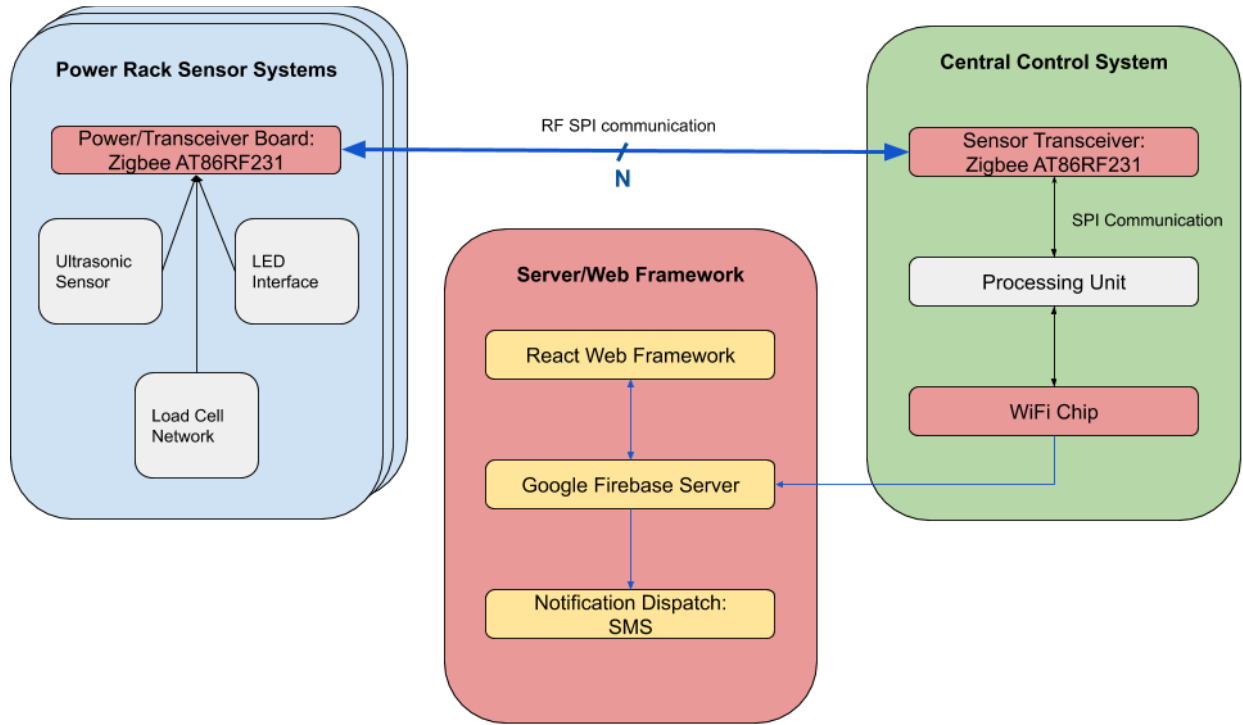 Power Rack Sensor Systems
Power/Transceiver Board:
Zigbee AT86RF231
Ultrasonic
Sensor
LED
Interface
Load Cell
Network
RF SPI communication
N
Server/Web Framework
React Web Framework
Google Firebase Server
Notification Dispatch:
SMS
Central Control System
Sensor Transceiver:
Zigbee AT86RF231
SPI Communication
Processing Unit
WiFi Chip